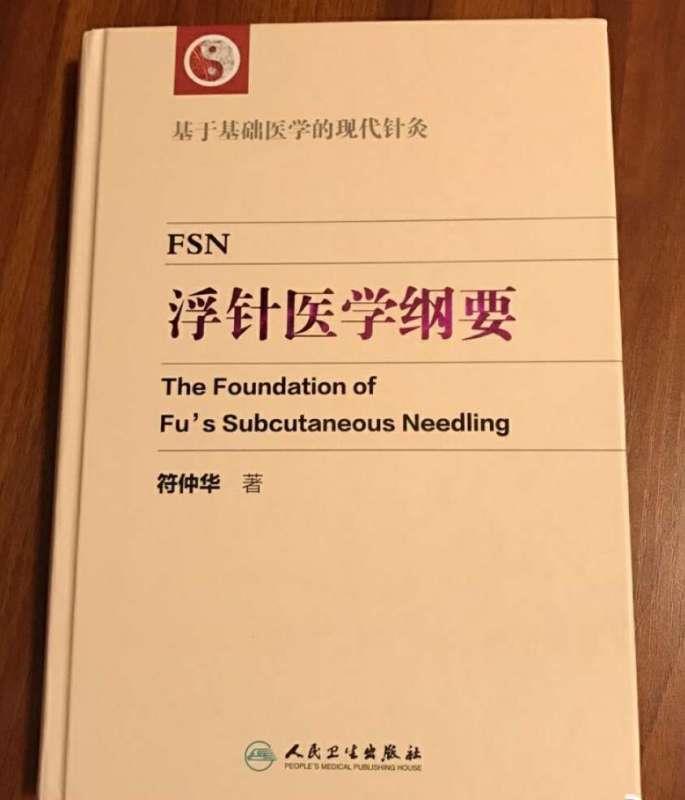 基于基础医学的现代针灸
FSN
浮针医学纲要
The Foundation of
Fu's Subcutaneous Needling
符仲华 著
人民卫生出版社
PEOPLE'S MEDICAL PUBLISHING HOUSE